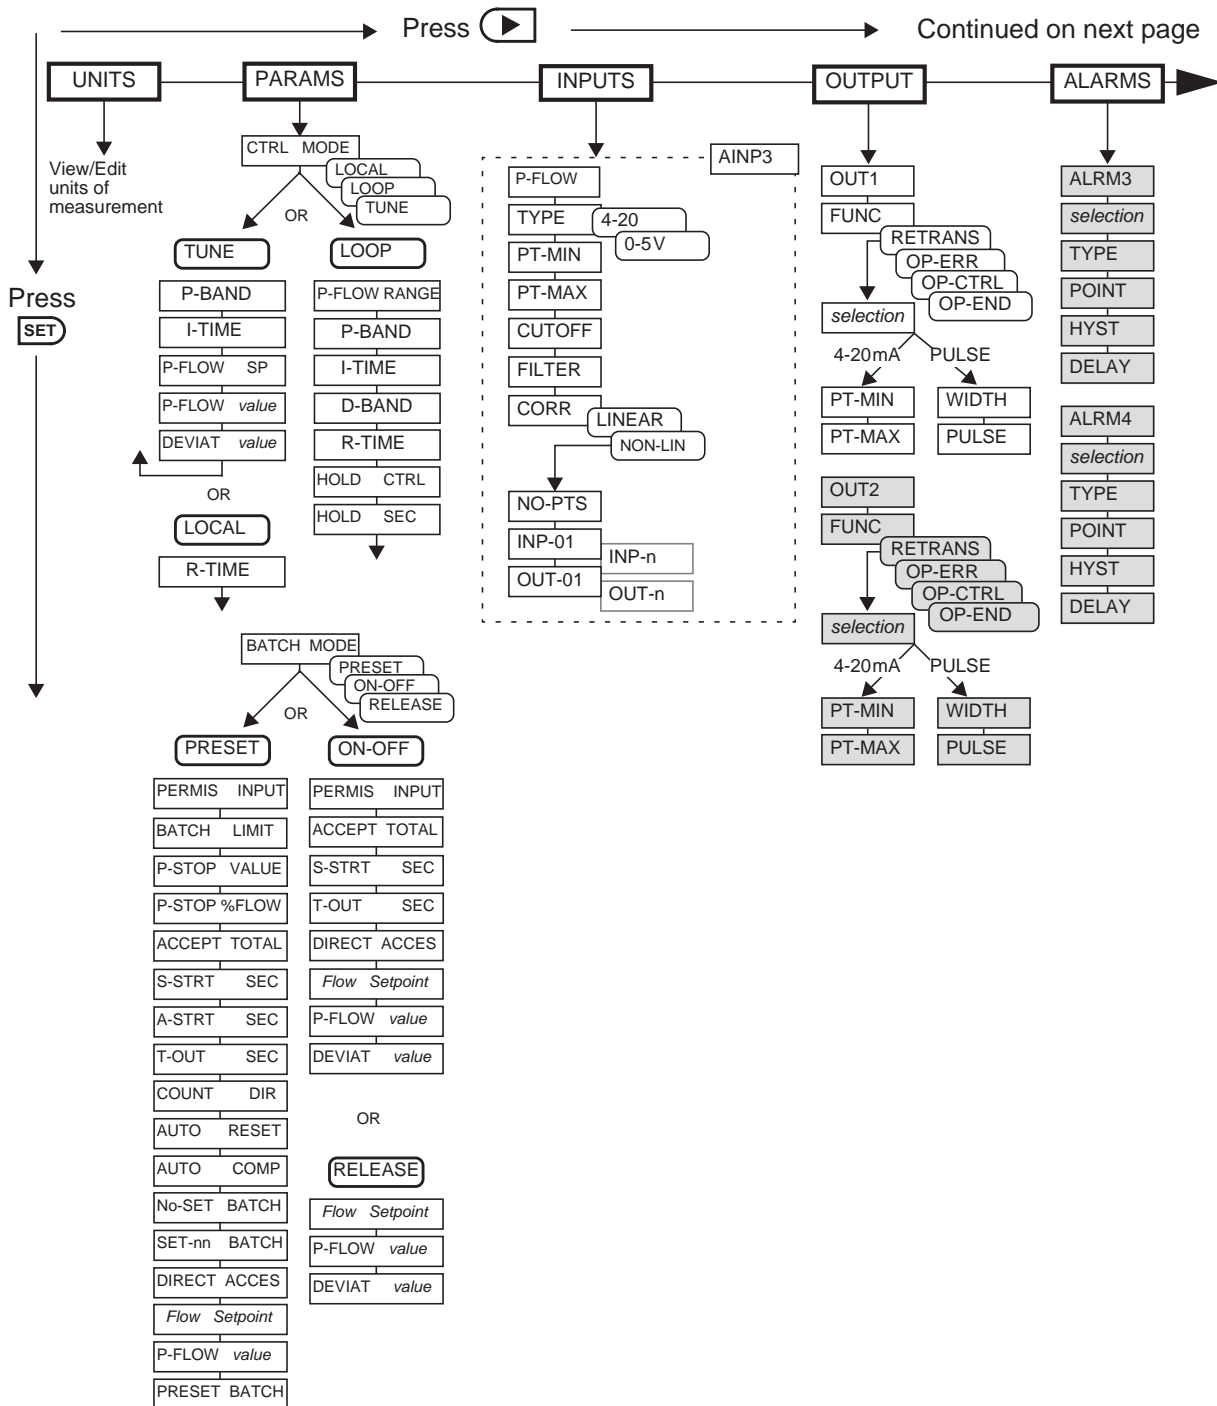 Press
Continued on next page
UNITS
PARAMS
INPUTS
OUTPUT
ALARMS
Press
SET
View/Edit
units of
measurement
CTRL MODE
LOCAL
LOOP
TUNE
OR
TUNE
P-BAND
I-TIME
P-FLOW SP
P-FLOW value
DEVIAT value
OR
LOCAL
R-TIME
LOOP
P-FLOW RANGE
P-BAND
I-TIME
D-BAND
R-TIME
HOLD CTRL
HOLD SEC
BATCH MODE
PRESET
ON-OFF
RELEASE
OR
PRESET
PERMIS INPUT
BATCH LIMIT
P-STOP VALUE
P-STOP %FLOW
ACCEPT TOTAL
S-STRT SEC
A-STRT SEC
T-OUT SEC
COUNT DIR
AUTO RESET
AUTO COMP
No-SET BATCH
SET-nn BATCH
DIRECT ACCES
Flow Setpoint
P-FLOW value
PRESET BATCH
ON-OFF
PERMIS INPUT
ACCEPT TOTAL
S-STRT SEC
T-OUT SEC
DIRECT ACCES
Flow Setpoint
P-FLOW value
DEVIAT value
OR
RELEASE
Flow Setpoint
P-FLOW value
DEVIAT value
AINP3
P-FLOW
TYPE
4-20
0-5V
PT-MIN
PT-MAX
CUTOFF
FILTER
CORR
LINEAR
NON-LIN
NO-PTS
INP-01
INP-n
OUT-01
OUT-n
OUT1
FUNC
RETRANS
OP-ERR
OP-CTRL
OP-END
selection
4-20mA
PULSE
PT-MIN
WIDTH
PT-MAX
PULSE
OUT2
FUNC
RETRANS
OP-ERR
OP-CTRL
OP-END
selection
4-20mA
PULSE
PT-MIN
WIDTH
PT-MAX
PULSE
ALRM3
selection
TYPE
POINT
HYST
DELAY
ALRM4
selection
TYPE
POINT
HYST
DELAY